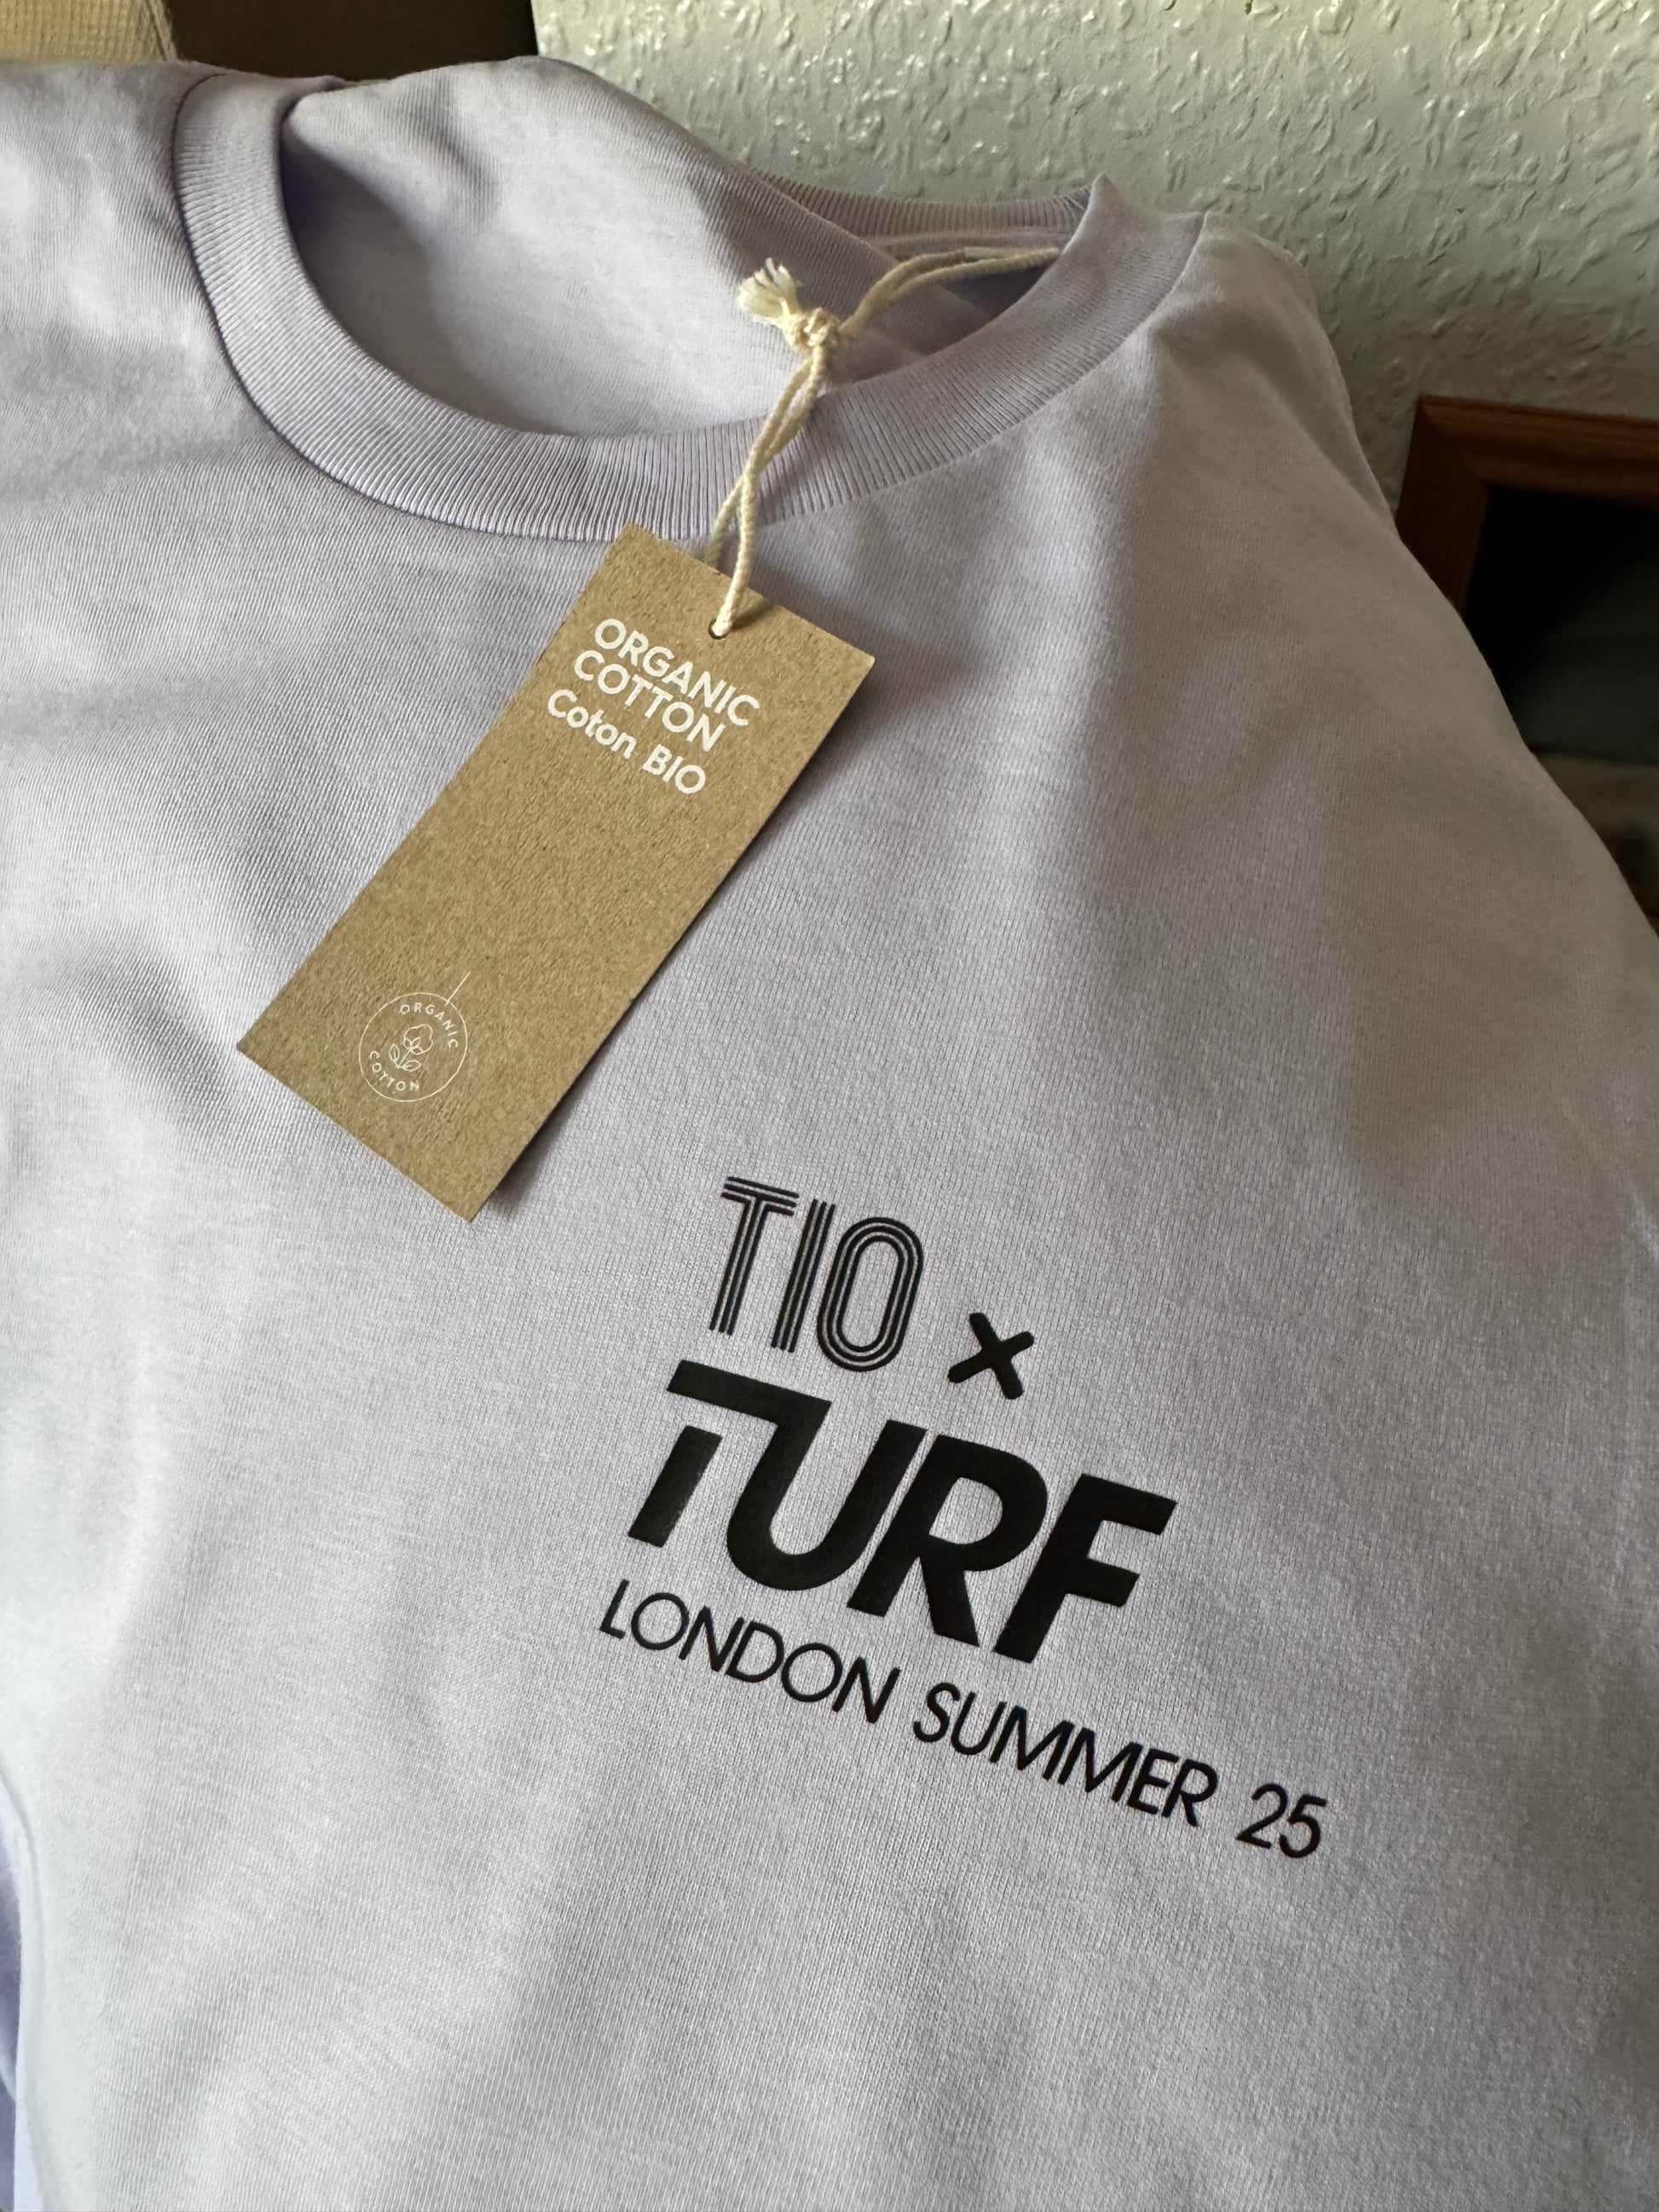 ORGANIC
COTTON
Coton BIO
ORGANIC
COTTON
TIO ×
TURF
LONDON SUMMER 25